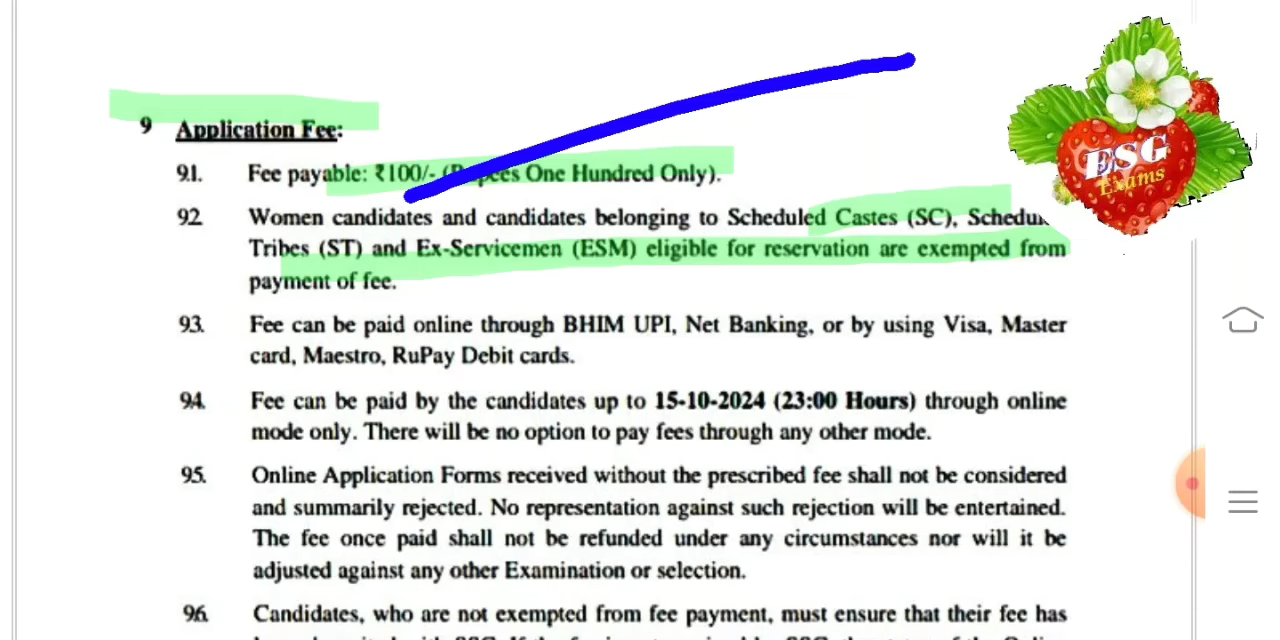 9 Application Fee:
9.1. Fee payable: ₹100/- (Rupees One Hundred Only).
9.2 Women candidates and candidates belonging to Scheduled Castes (SC),
Tribes (ST) and Ex-Servicemen (ESM) eligible for reservation are exempted from
payment of fee.
9.3. Fee can be paid online through BHIM UPI, Net Banking, or by using Visa, Master
card, Maestro, RuPay Debit cards.
9.4. Fee can be paid by the candidates up to 15-10-2024 (23:00 Hours) through online
mode only. There will be no option to pay fees through any other mode.
9.5. Online Application Forms received without the prescribed fee shall not be considered
and summarily rejected. No representation against such rejection will be entertained.
The fee once paid shall not be refunded under any circumstances nor will it be
adjusted against any other Examination or selection.
9.6. Candidates, who are not exempted from fee payment, must ensure that their fee has
BSG
Exams